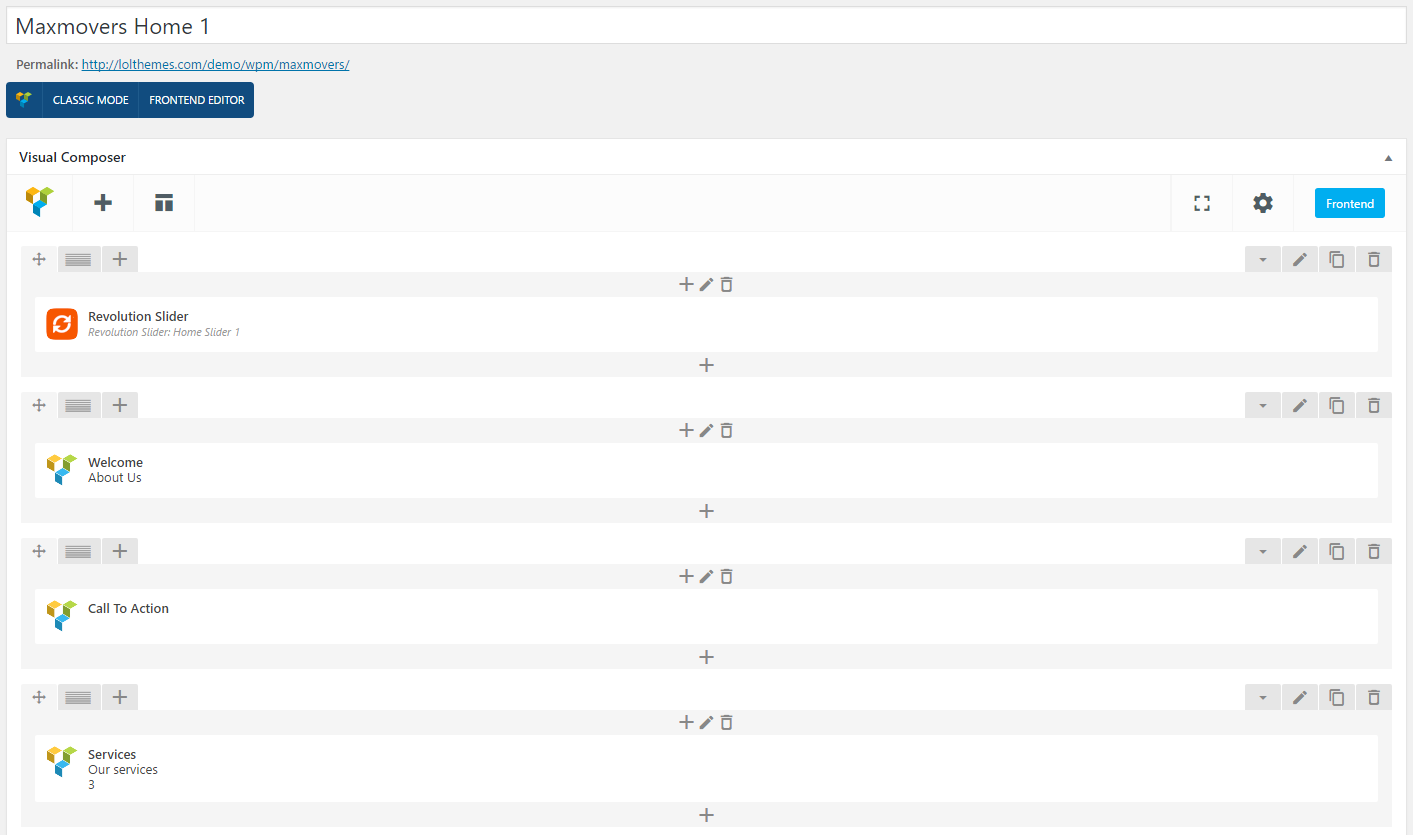 Maxmovers Home 1
Permalink: http://lolthemes.com/demo/wpm/maxmovers/
CLASSIC MODE FRONTEND EDITOR
Visual Composer
Frontend
Revolution Slider
Revolution Slider: Home Slider 1
Welcome
About Us
Call To Action
Services
Our services
3